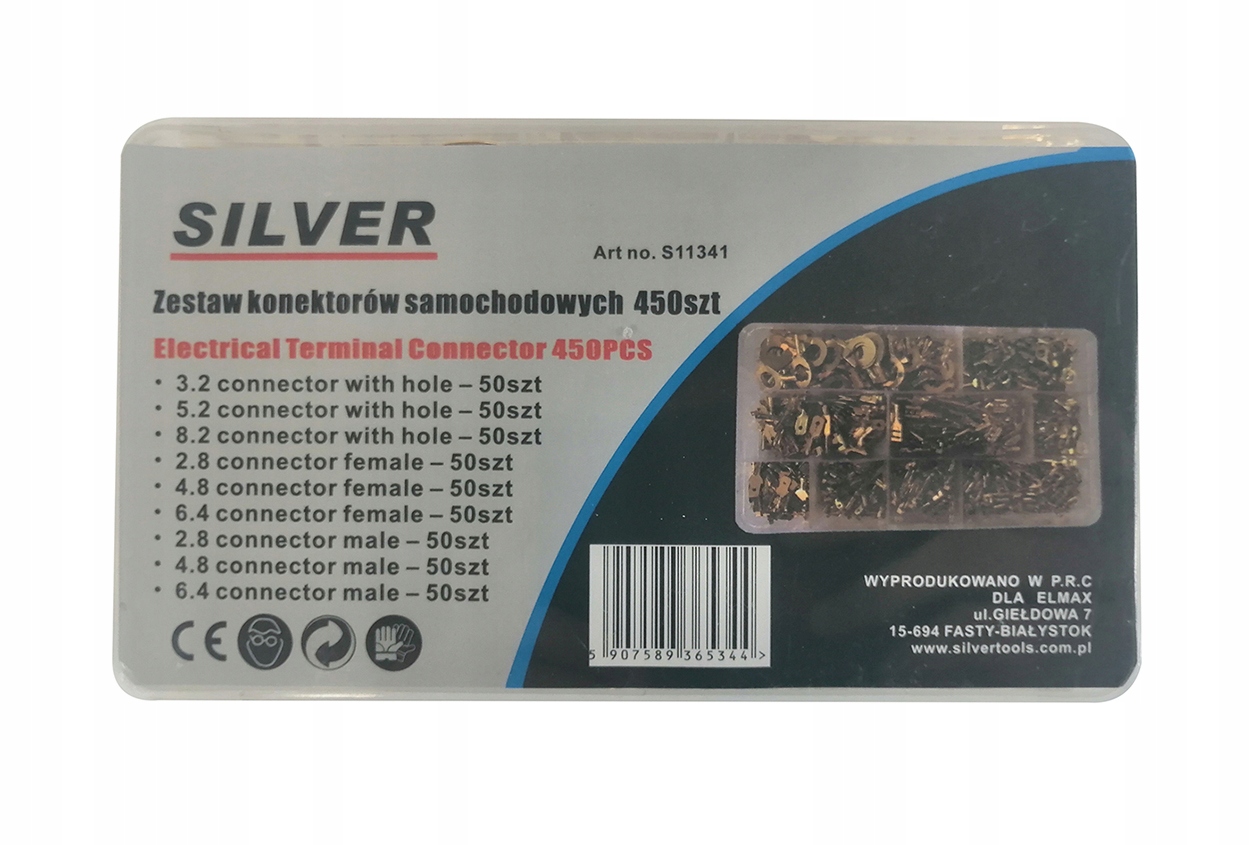 SILVER
Art no. S11341
Zestaw konektorów samochodowych 450szt
Electrical Terminal Connector 450PCS
• 3.2 connector with hole – 50szt
• 5.2 connector with hole – 50szt
• 8.2 connector with hole – 50szt
• 2.8 connector female – 50szt
• 4.8 connector female – 50szt
• 6.4 connector female – 50szt
• 2.8 connector male – 50szt
• 4.8 connector male – 50szt
• 6.4 connector male – 50szt
CE
5 907589 365344 >
WYPRODUKOWANO W P.R.C
DLA ELMAX
ul.GIEŁDOWA 7
15-694 FASTY-BIAŁYSTOK
www.silvertools.com.pl